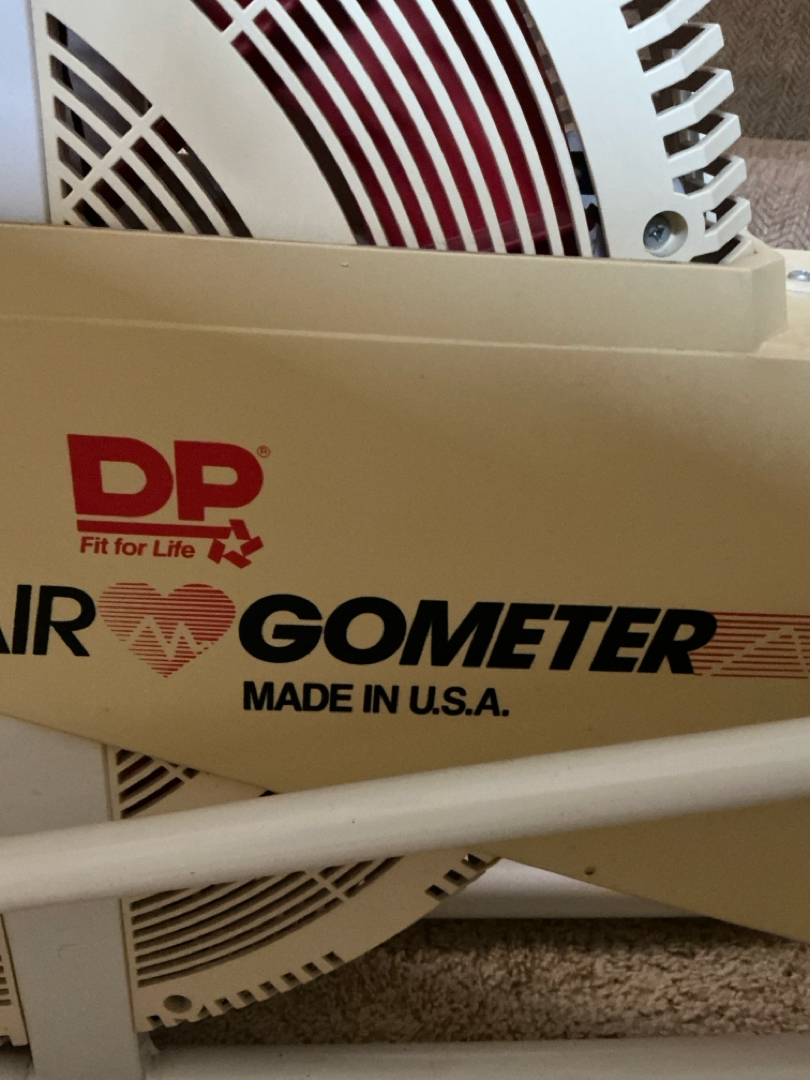 DP®
Fit for Life
AIR GOMETER
MADE IN U.S.A.